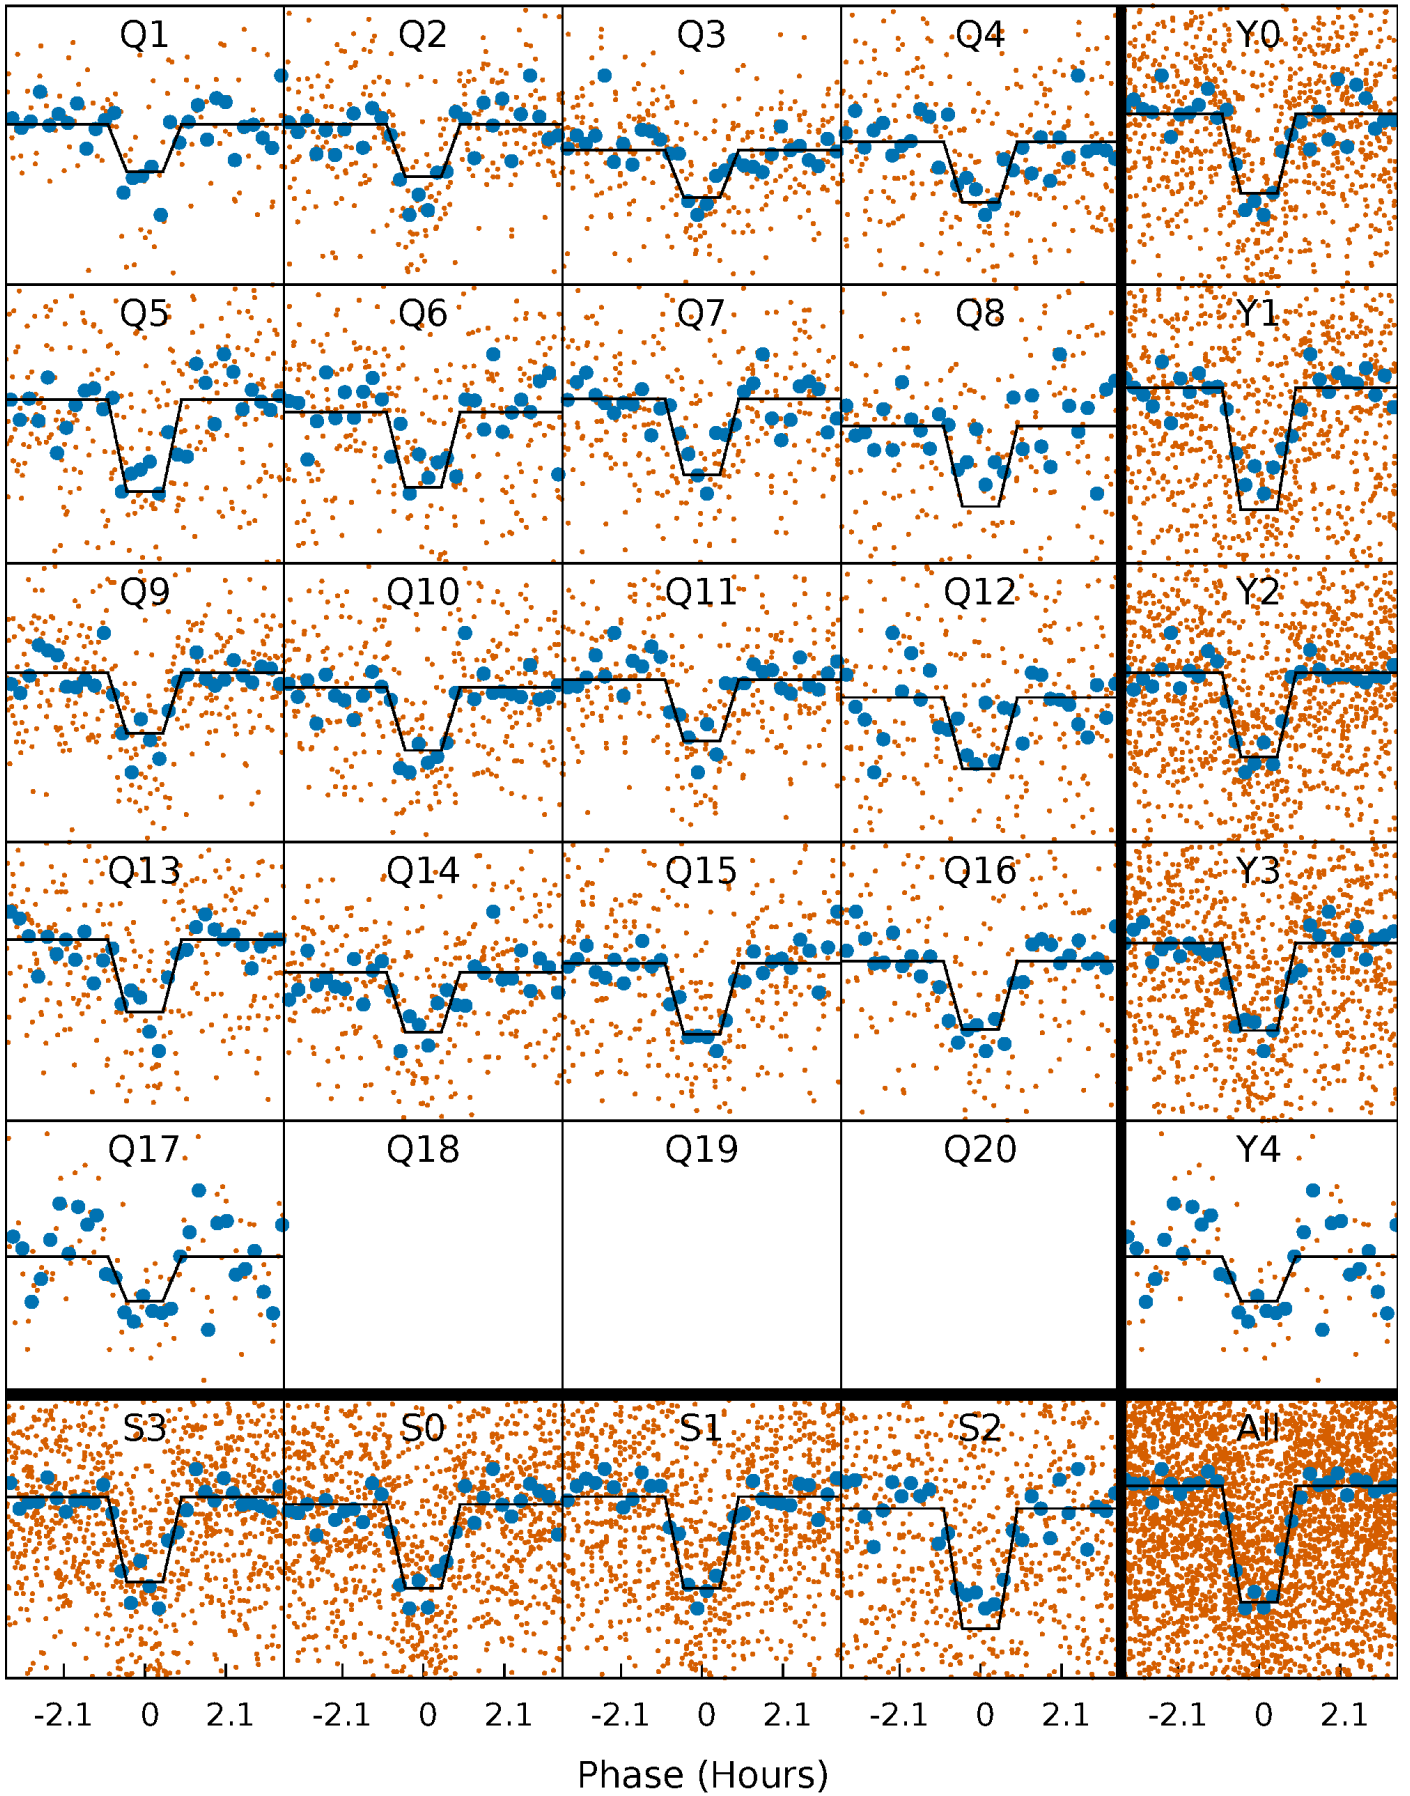 Q1 Q2 Q3 Q4 Y0
Q5 Q6 Q7 Q8 Y1
Q9 Q10 Q11 Q12 Y2
Q13 Q14 Q15 Q16 Y3
Q17 Q18 Q19 Q20 Y4
S3 S0 S1 S2 All
-2.1 0 2.1 -2.1 0 2.1 -2.1 0 2.1 -2.1 0 2.1 -2.1 0 2.1
Phase (Hours)